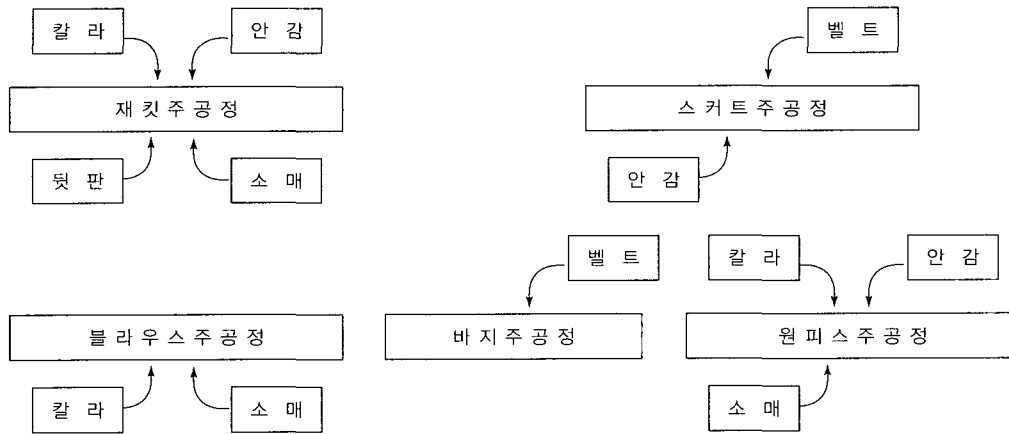 칼 라
안 감
벨 트
재 킷 주 공 정
스 커 트 주 공 정
뒷 판
소 매
안 감
벨 트
칼 라
안 감
블 라 우 스 주 공 정
바 지 주 공 정
원 피 스 주 공 정
칼 라
소 매
소 매